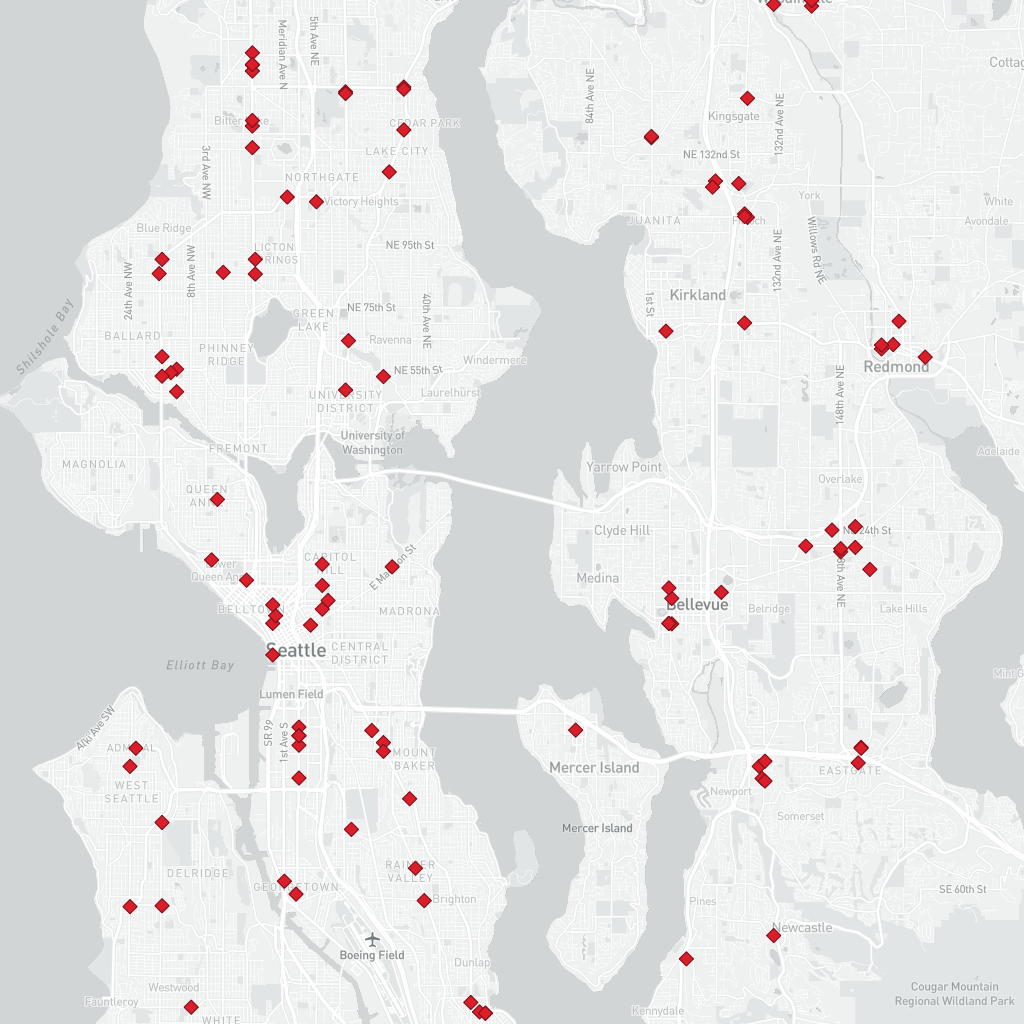 5th Ave NE
Meridian Ave N
Cottag
84th Ave NE
Kingsgate
132nd Ave NE
CEDAR PARK
LAKE CITY
NE 132nd St
3rd Ave NW
NORTHGATE
Victory Heights
York
White
Avondale
JUANITA
Blue Ridge
NE 95th St
LICTON
Willows Rd NE
132nd Ave NE
8th Ave NW
24th Ave NW
Kirkland
1st St
NE 75th St
40th Ave NE
GREEN
LAKE
Shilshole Bay
BALLARD
PHINNEY
RIDGE
Ravenna
Windermere
Redmond
NE 55th St
Laurelhurst
148th Ave NE
UNIVERSITY
DISTRICT
University of
Washington
FREMONT
Adelaide
MAGNOLIA
Yarrow Point
Overlake
QUEEN
Clyde Hill
CAPITOL
HILL
E Madison St
Lower
Queen Ann
Medina
BELLTOWN
MADRONA
Bellevue
Belridge
Lake Hills
Seattle
CENTRAL
DISTRICT
Elliott Bay
Mint G
Lumen Field
Alki Ave SW
SR 99
1st Ave S
ADMIRAL
MOUNT
BAKER
Mercer Island
EASTGATE
WEST
SEATTLE
Newport
Somerset
Mercer Island
DELRIDGE
RAINIER
VALLEY
GEORGETOWN
SE 60th St
Brighton
Pines
Newcastle
Boeing Field
Dunlap
Westwood
Fauntleroy
Cougar Mountain
Regional Wildland Park
Kennydale
WHITE